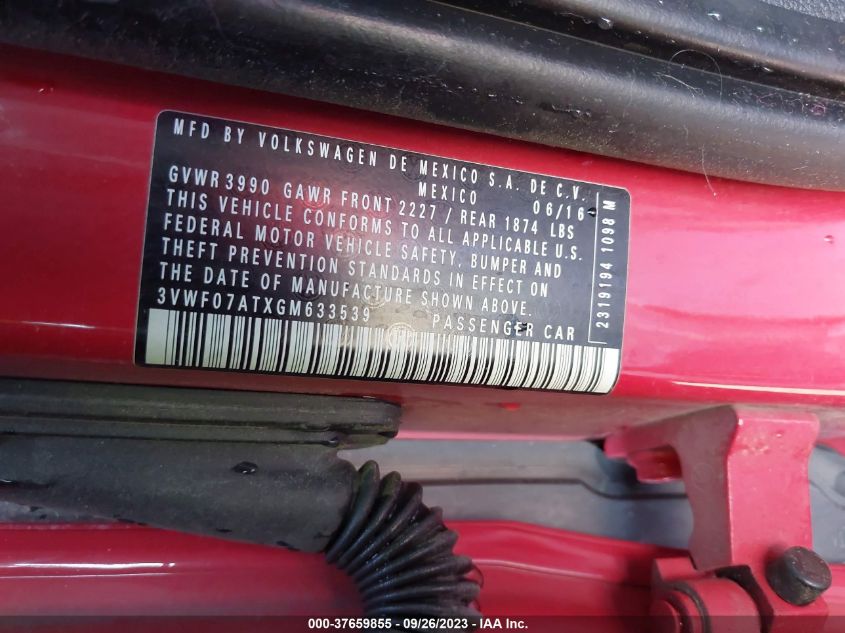 MFD BY VOLKSWAGEN DE MEXICO S.A. DE C.V.
MEXICO 06/16
GVWR 3990 GAWR FRONT 2227 / REAR 1874 LBS
THIS VEHICLE CONFORMS TO ALL APPLICABLE U.S.
FEDERAL MOTOR VEHICLE SAFETY, BUMPER AND
THEFT PREVENTION STANDARDS IN EFFECT ON
THE DATE OF MANUFACTURE SHOWN ABOVE.
3VWF07ATXGM633539 PASSENGER CAR
23191941098 M
000-37659855 - 09/26/2023 - IAA Inc.